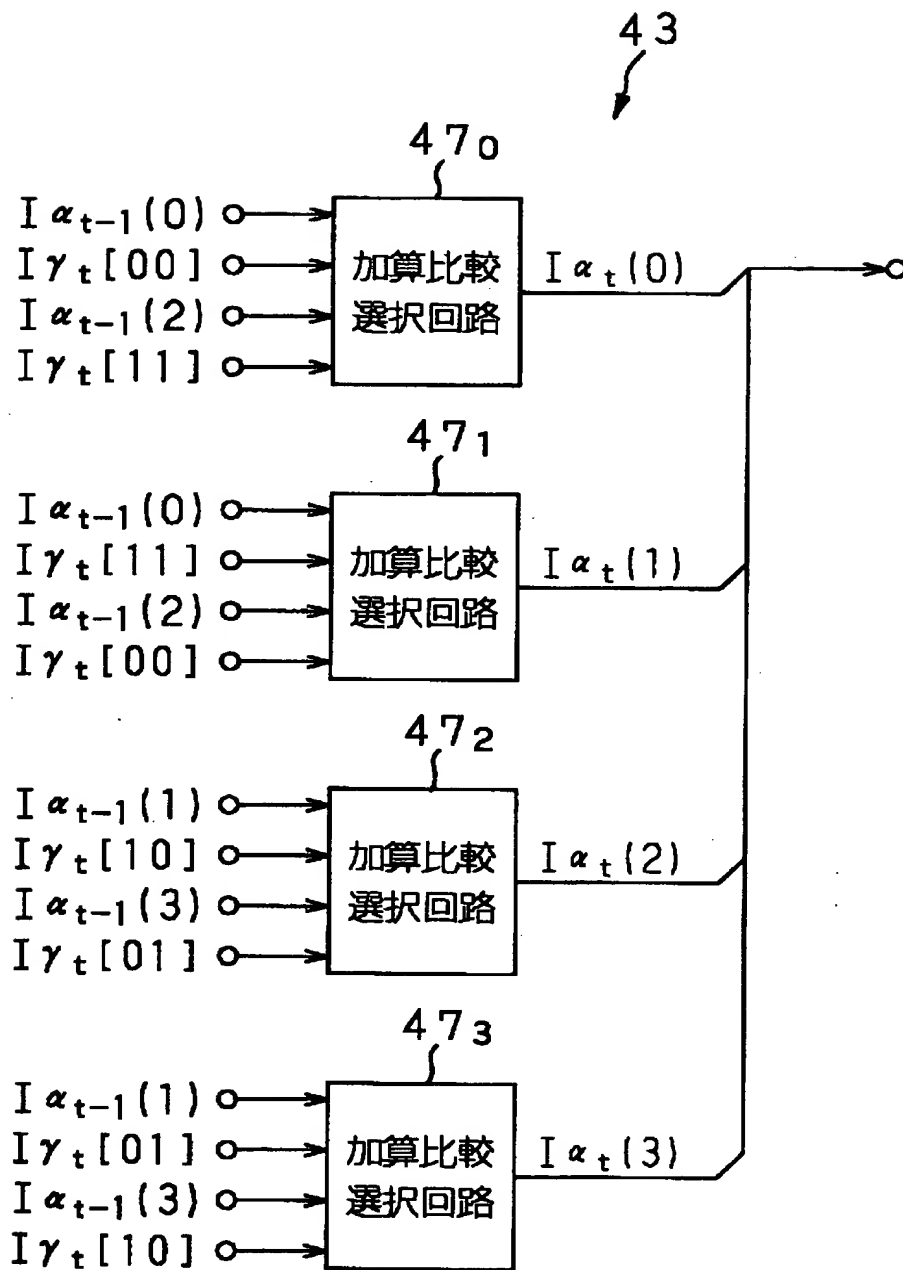 43
47₀
Iα_{t-1}(0)
Iγ_t[00]
Iα_{t-1}(2)
Iγ_t[11]
加算比較
選択回路
Iα_t(0)
47₁
Iα_{t-1}(0)
Iγ_t[11]
Iα_{t-1}(2)
Iγ_t[00]
加算比較
選択回路
Iα_t(1)
47₂
Iα_{t-1}(1)
Iγ_t[10]
Iα_{t-1}(3)
Iγ_t[01]
加算比較
選択回路
Iα_t(2)
47₃
Iα_{t-1}(1)
Iγ_t[01]
Iα_{t-1}(3)
Iγ_t[10]
加算比較
選択回路
Iα_t(3)